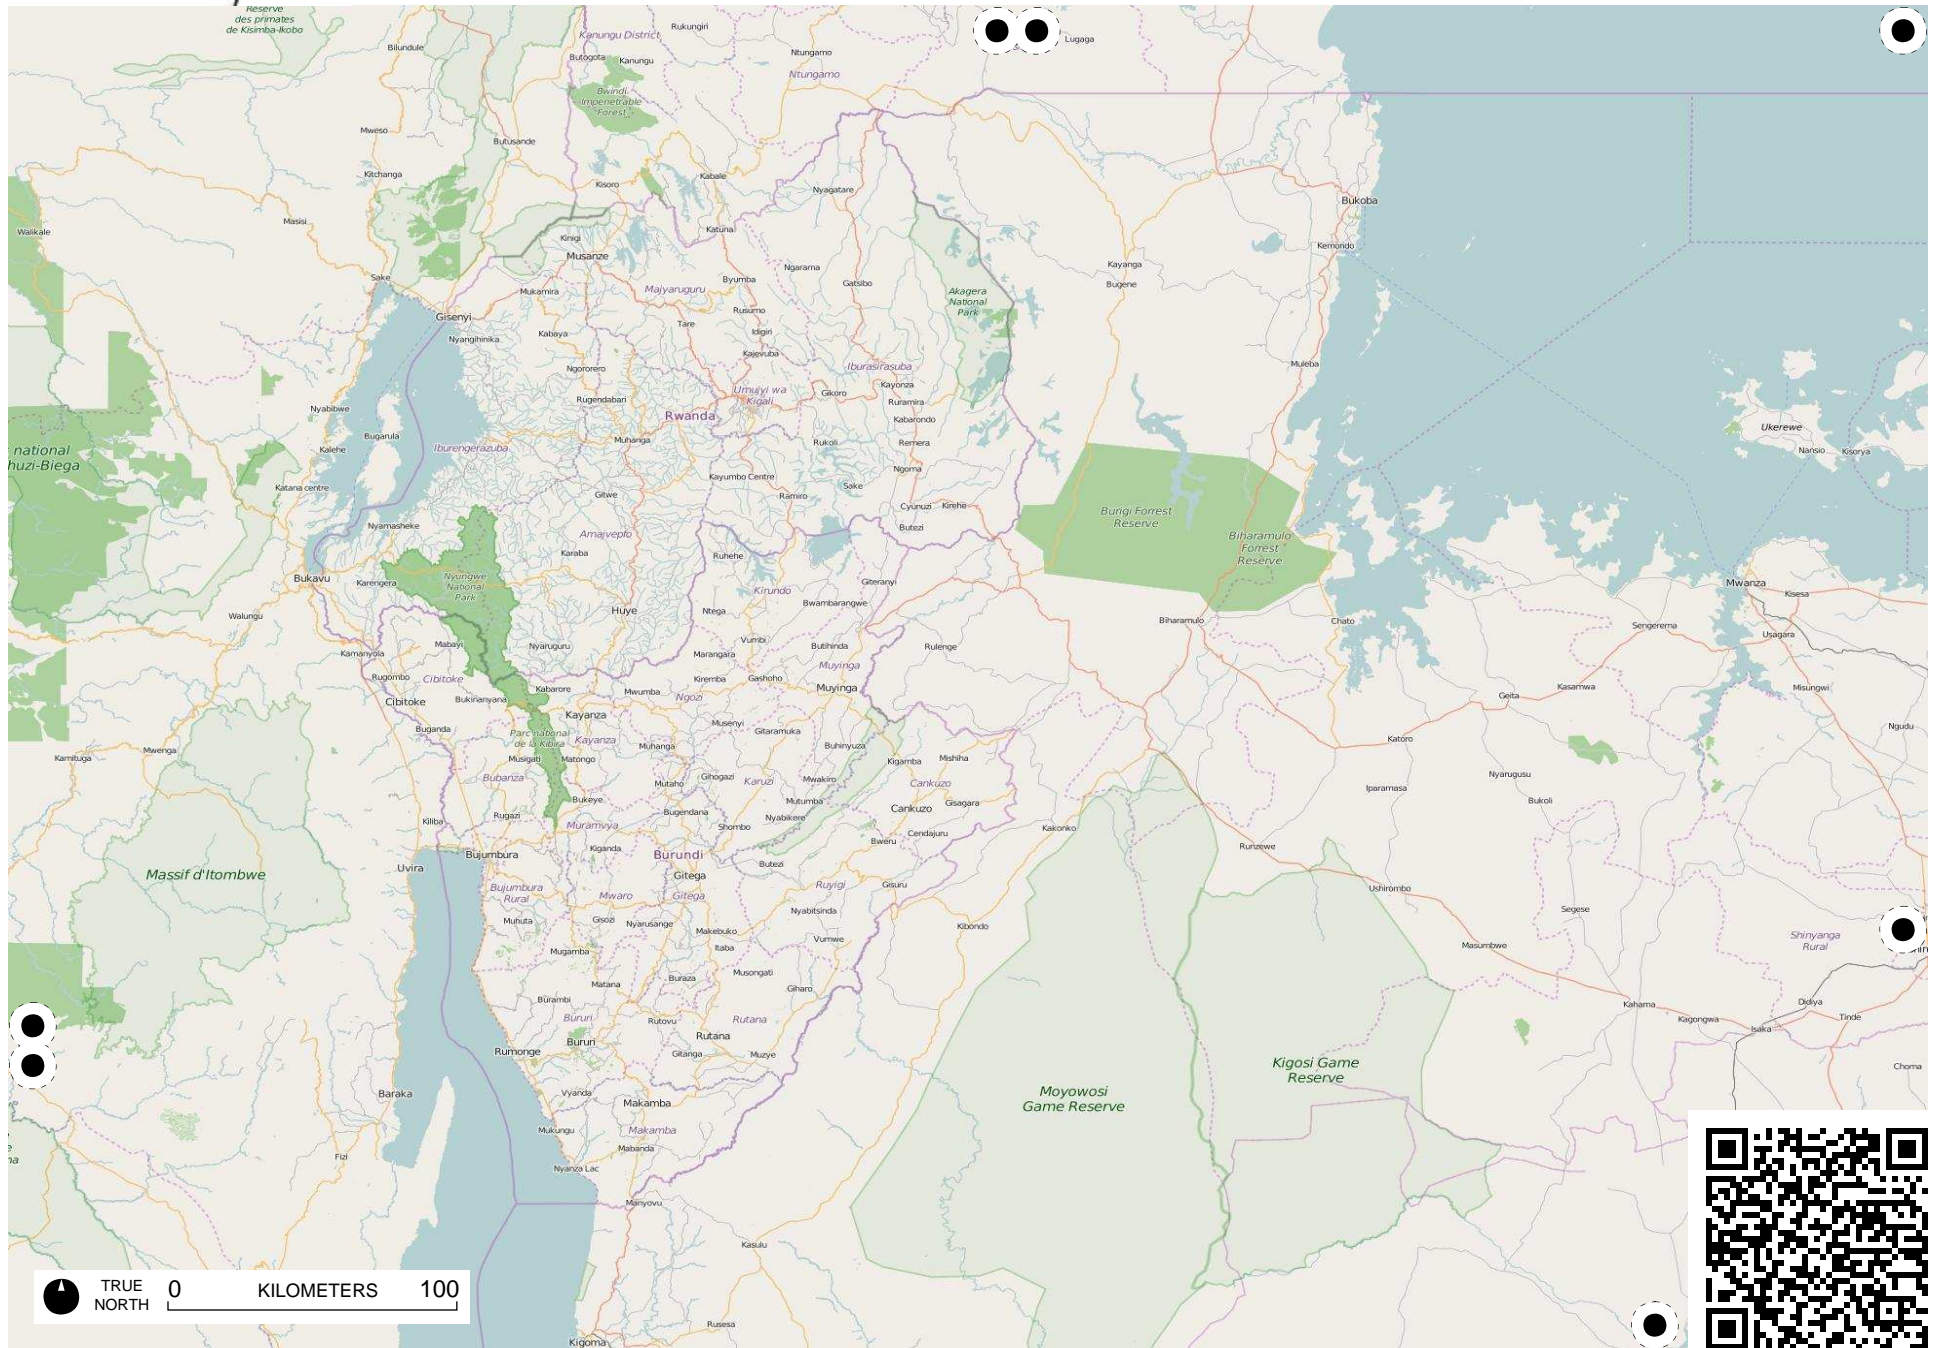 Réserve
des primates
de Kisimba-Ikobo
Bilundule
Kanungu District
Rukungiri
Lugaga
Butogota
Kanungu
Ntungamo
Ntungamo
Bwindi
Impenetrable
Forest
Mweso
Butusande
Kitchanga
Kisoro
Kabale
Nyagatare
Bukoba
Masisi
Walikale
Katuna
Kinigi
Musanze
Kemondo
Ngarama
Kayanga
Sake
Byumba
Gatsibo
Bugene
Mukamira
Majyaruguru
Akagera
National
Park
Gisenyi
Rusumo
Tare
Idigiri
Nyangihinika
Kabaya
Kajevuba
Muleba
Ngororero
Iburasirasuba
Kayonza
Umujyi wa
Kigali
Gikoro
Rugendabari
Ruramira
Nyabibwe
Rwanda
Kabarondo
Bugarula
Muhanga
Rukoli
Remera
Ukerewe
Kalehe
Iburengerazuba
Nansio
Kisorya
national
huzi-Biega
Ngoma
Kayumbo Centre
Katana centre
Gitwe
Ramiro
Sake
Cyunuzi
Kirehe
Burigi Forrest
Reserve
Nyamasheke
Butezi
Amajyepfo
Biharamulo
Forrest
Reserve
Karaba
Ruhehe
Bukavu
Karengera
Nyungwe
National
Park
Giteranyi
Mwanza
Kirundo
Kisesa
Bwambarangwe
Walungu
Huye
Ntega
Biharamulo
Chato
Sengerema
Usagara
Kamanyola
Mabayi
Nyaruguru
Vumbi
Butihinda
Rulenge
Marangara
Muyinga
Rugombo
Cibitoke
Kiremba
Gashoho
Kabarore
Mwumba
Ngozi
Muyinga
Kasamwa
Misungwi
Cibitoke
Bukinanyana
Geita
Kayanza
Musenyi
Buganda
Parc national
de la Kibira
Kayanza
Gitaramuka
Ngudu
Mwenga
Muhanga
Buhinyuza
Katoro
Kamituga
Musigati
Matongo
Kigamba
Mishiha
Bubanza
Mutaho
Gihogazi
Karuzi
Mwakiro
Cankuzo
Nyarugusu
Iparamasa
Bukeye
Mutumba
Cankuzo
Gisagara
Bukoli
Rugazi
Bugendana
Nyabikere
Kiliba
Muramvya
Shombo
Cendajuru
Kakonko
Kiganda
Bweru
Runzewe
Bujumbura
Burundi
Butezi
Uvira
Massif d'Itombwe
Gitega
Bujumbura
Rural
Mwaro
Gitega
Ruyigi
Gisuru
Ushirombo
Muhuta
Gisozi
Nyarusange
Nyabitsinda
Segese
Makebuko
Kibondo
Shinyanga
Rural
Mugamba
Itaba
Vumwe
Masumbwe
Buraza
Musongati
Matana
Giharo
Burambi
Kahama
Didiya
Bururi
Rutovu
Rutana
Kagongwa
Tinde
Isaka
Bururi
Rutana
Rumonge
Gitanga
Muzye
Kigosi Game
Reserve
Choma
Baraka
Vyanda
Makamba
Moyowosi
Game Reserve
Mukungu
Makamba
Mabanda
Fizi
Nyanza Lac
Manyovu
Kasulu
Rusesa
Kigoma
TRUE
NORTH
0 KILOMETERS 100